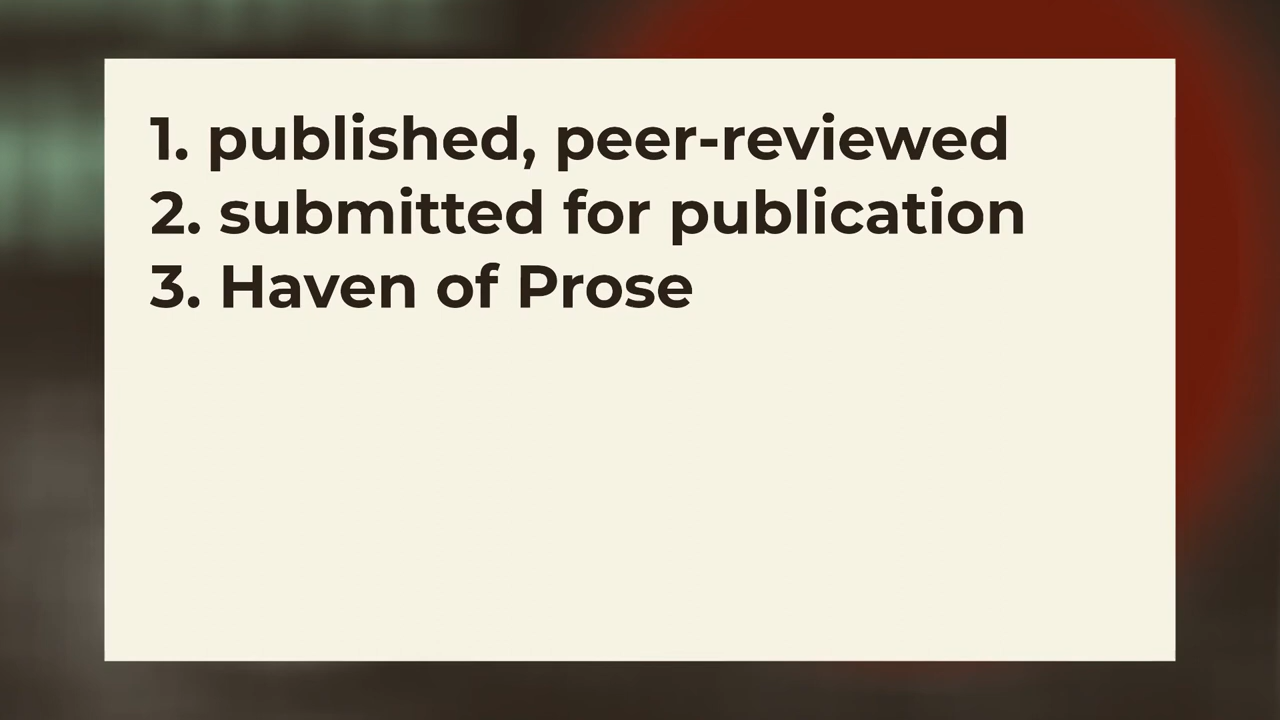 1. published, peer-reviewed
2. submitted for publication
3. Haven of Prose